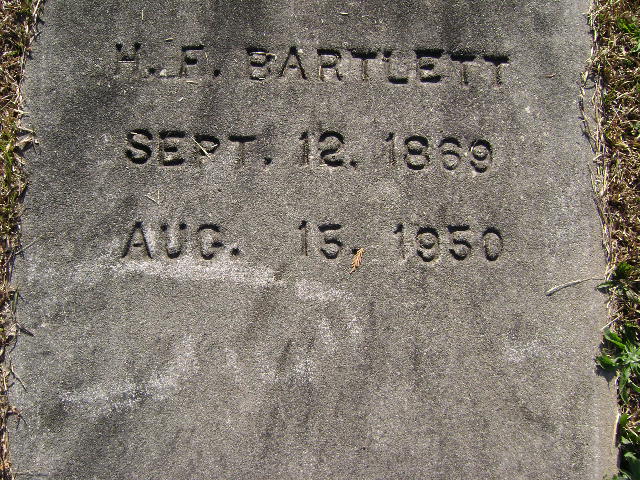 H. F. BARTLETT
SEPT. 12. 1869
AUG. 15. 1950